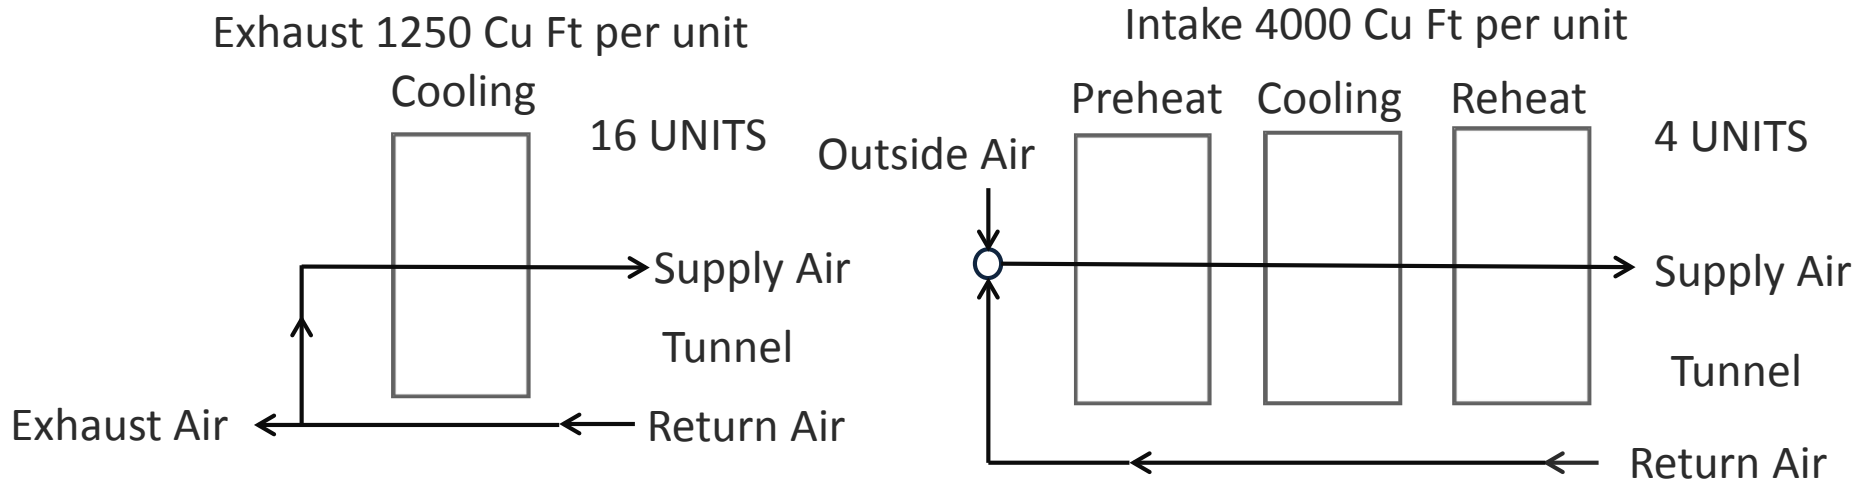 Exhaust 1250 Cu Ft per unit
Cooling
16 UNITS
Supply Air
Tunnel
Exhaust Air
Return Air
Intake 4000 Cu Ft per unit
Preheat
Cooling
Reheat
4 UNITS
Outside Air
Supply Air
Tunnel
Return Air